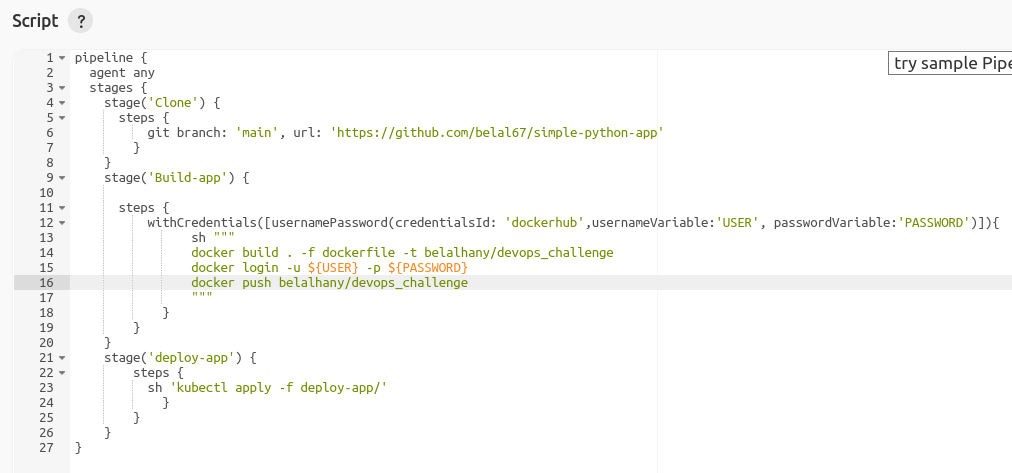 Script ?
try sample Pipe
1 pipeline {
2   agent any
3   stages {
4     stage('Clone') {
5       steps {
6           git branch: 'main', url: 'https://github.com/belal67/simple-python-app'
7         }
8     }
9     stage('Build-app') {
10
11       steps {
12           withCredentials([usernamePassword(credentialsId: 'dockerhub',usernameVariable:'USER', passwordVariable:'PASSWORD')]){
13                 sh """
14                 docker build . -f dockerfile -t belalhany/devops_challenge
15                 docker login -u ${USER} -p ${PASSWORD}
16                 docker push belalhany/devops_challenge
17                 """
18             }
19         }
20     }
21     stage('deploy-app') {
22         steps {
23           sh 'kubectl apply -f deploy-app/'
24             }
25         }
26     }
27 }